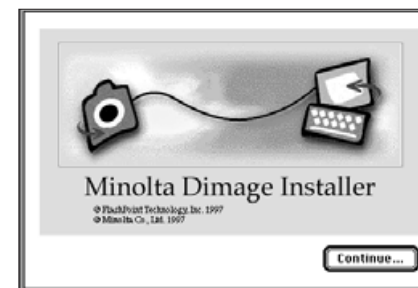 Minolta Dimage Installer
© FlashPoint Technology, Inc. 1997
© Minolta Co., Ltd. 1997
Continue...